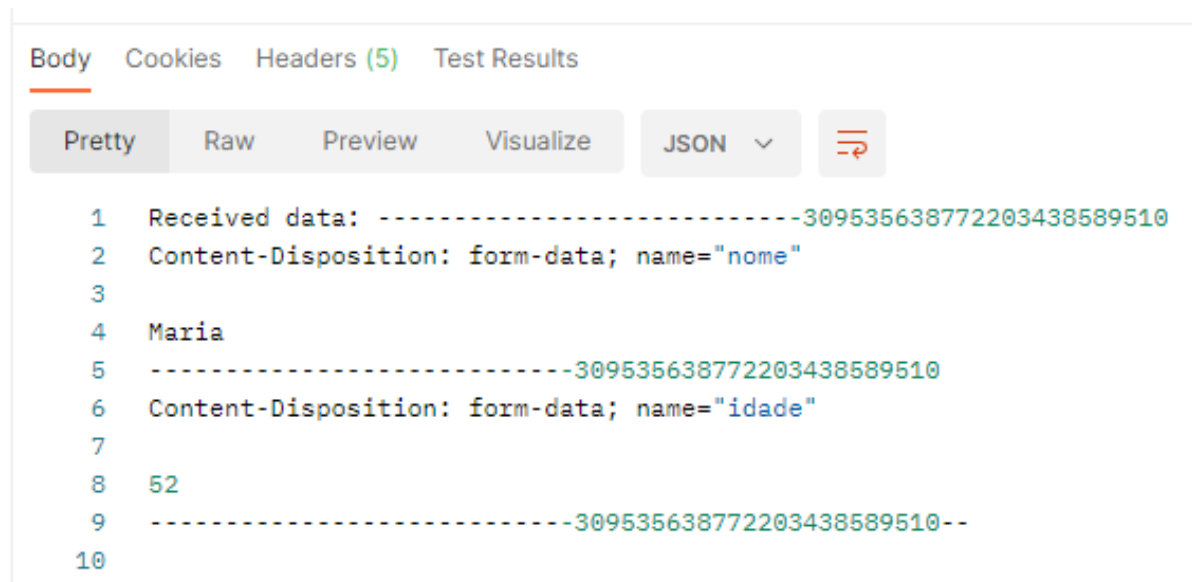 Body Cookies Headers (5) Test Results
Pretty Raw Preview Visualize JSON
1 Received data: ----------------------------309535638772203438589510
2 Content-Disposition: form-data; name="nome"
3
4 Maria
5 ----------------------------309535638772203438589510
6 Content-Disposition: form-data; name="idade"
7
8 52
9 ----------------------------309535638772203438589510--
10